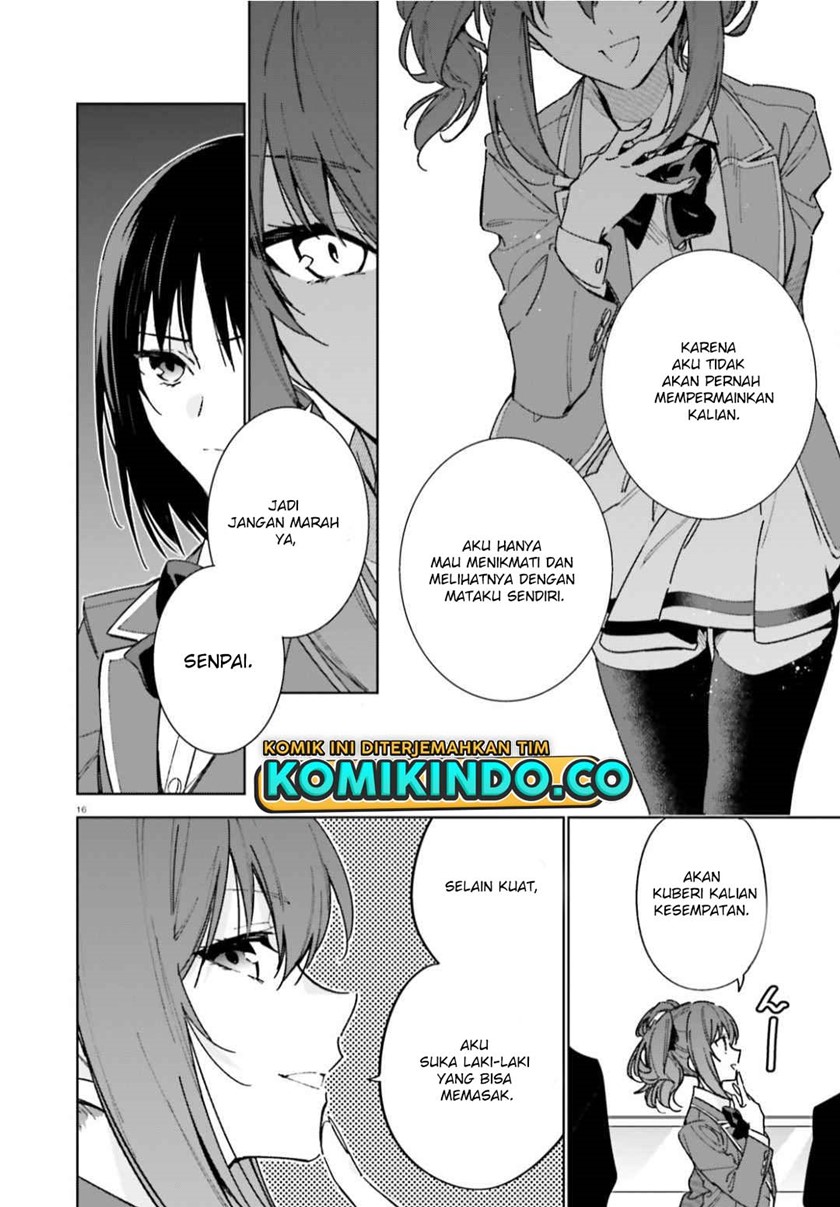 KARENA
AKU TIDAK
AKAN PERNAH
MEMPERMAINKAN
KALIAN.
AKU HANYA
MAU MENIKMATI DAN
MELIHATNYA DENGAN
MATAKU SENDIRI.
JADI
JANGAN MARAH
YA,
SENPAI.
KOMIK INI DITERJEMAHKAN TIM
KOMIKINDO.CO
16
AKAN
KUBERI KALIAN
KESEMPATAN.
んー
SELAIN KUAT,
AKU
SUKA LAKI-LAKI
YANG BISA
MEMASAK.